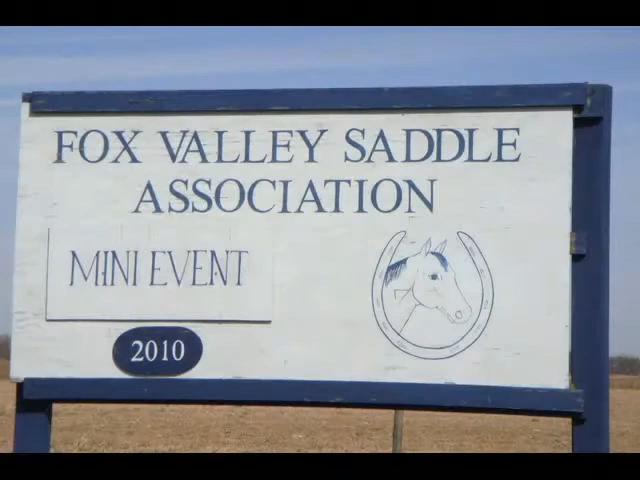 FOX VALLEY SADDLE
ASSOCIATION
MINI EVENT
2010